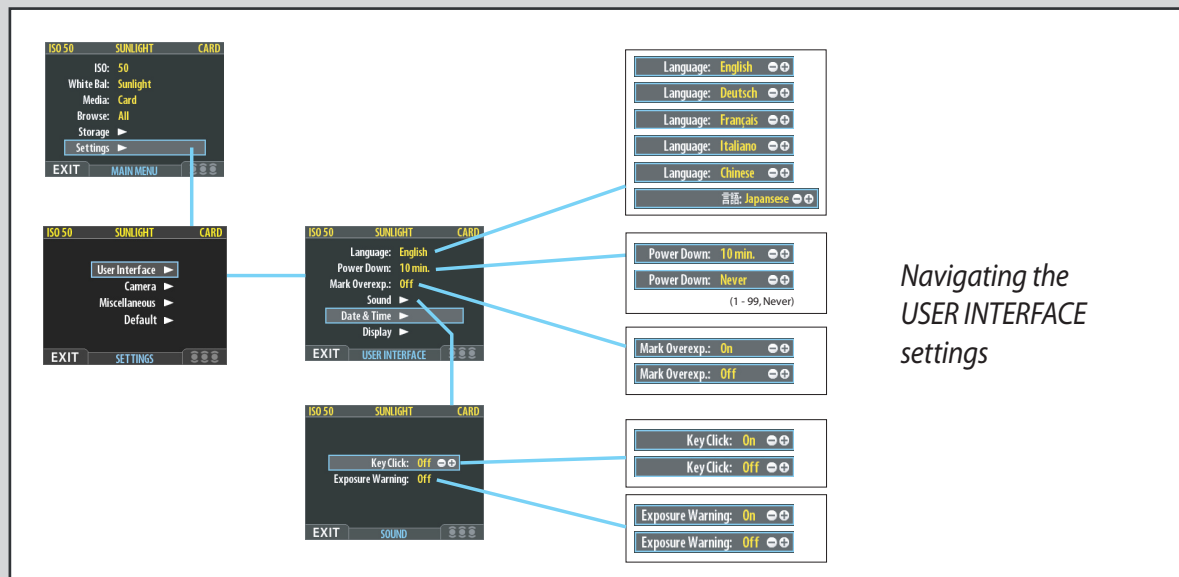 ISO 50 SUNLIGHT CARD
ISO: 50
White Bal: Sunlight
Media: Card
Browse: All
Storage ►
Settings ►
EXIT MAIN MENU
ISO 50 SUNLIGHT CARD
User Interface ►
Camera ►
Miscellaneous ►
Default ►
EXIT SETTINGS
ISO 50 SUNLIGHT CARD
Language: English
Power Down: 10 min.
Mark Overexp.: Off
Sound ►
Date & Time ►
Display ►
EXIT USER INTERFACE
ISO 50 SUNLIGHT CARD
Key Click: Off
Exposure Warning: Off
EXIT SOUND
Language: English
Language: Deutsch
Language: Français
Language: Italiano
Language: Chinese
言語: Japansese
Power Down: 10 min.
Power Down: Never
(1 - 99, Never)
Mark Overexp.: On
Mark Overexp.: Off
Key Click: On
Key Click: Off
Exposure Warning: On
Exposure Warning: Off
Navigating the
USER INTERFACE
settings